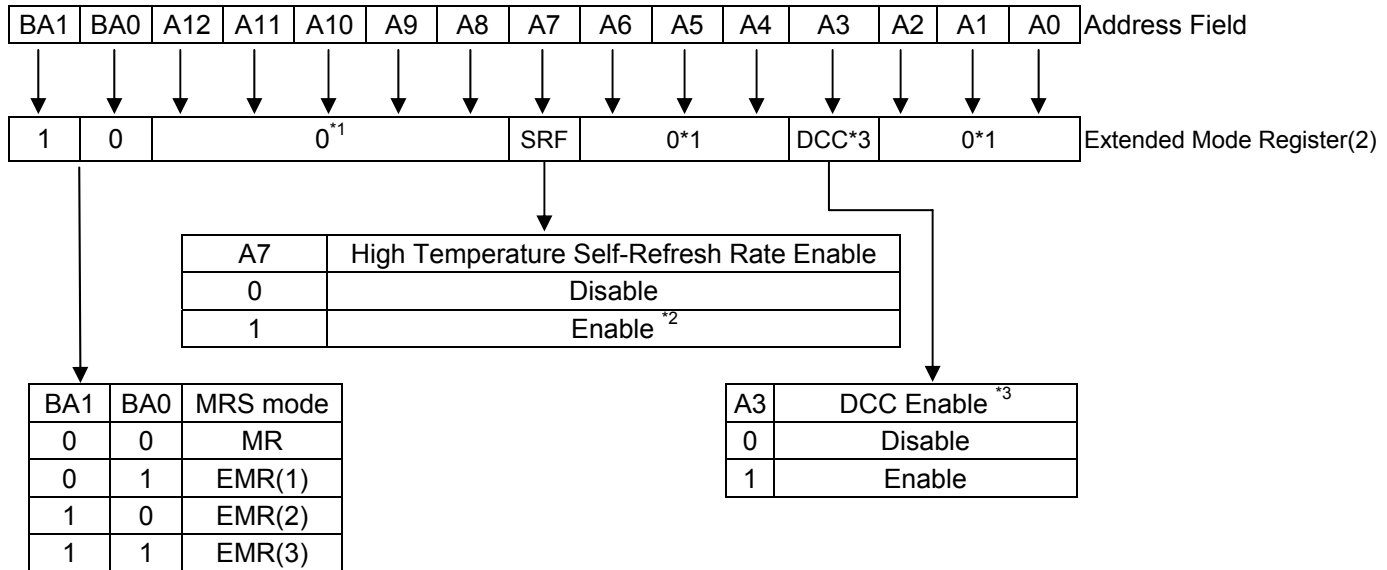 BA1 BA0 A12 A11 A10 A9 A8 A7 A6 A5 A4 A3 A2 A1 A0 Address Field
1 0 0*1 SRF 0*1 DCC*3 0*1 Extended Mode Register(2)
A7 High Temperature Self-Refresh Rate Enable
0 Disable
1 Enable *2
BA1 BA0 MRS mode
0 0 MR
0 1 EMR(1)
1 0 EMR(2)
1 1 EMR(3)
A3 DCC Enable *3
0 Disable
1 Enable